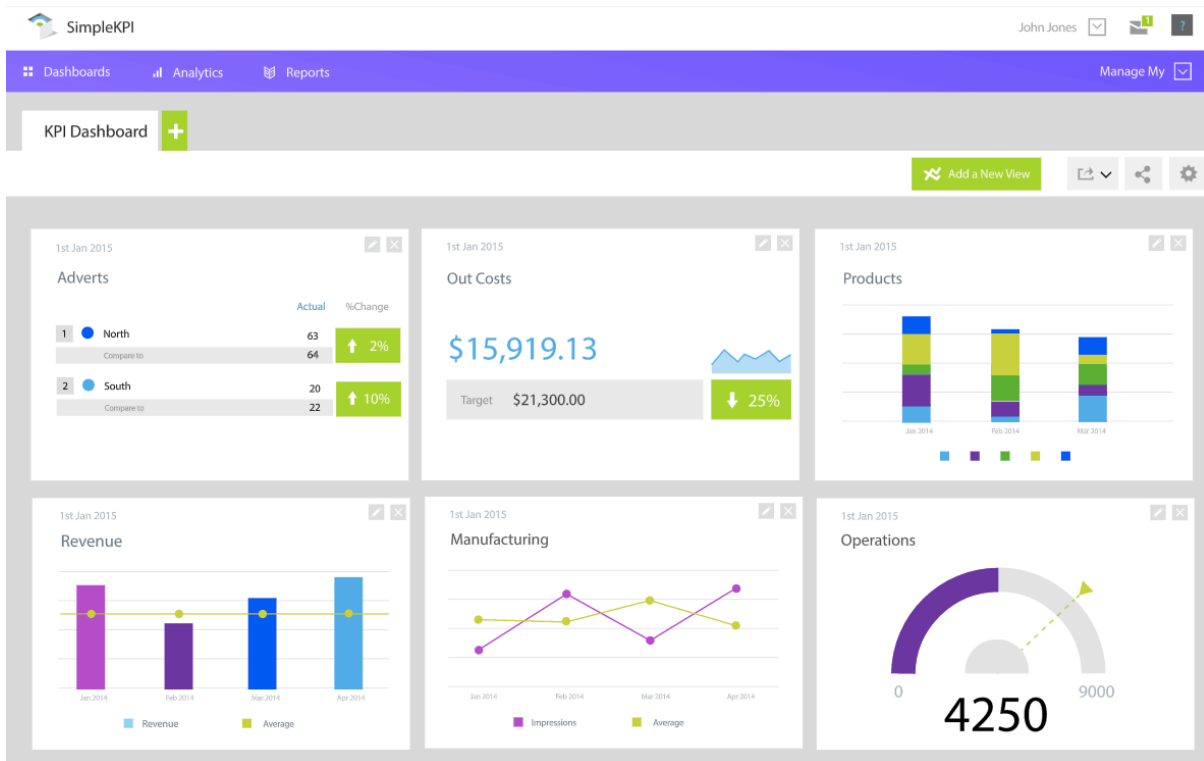 SimpleKPI
John Jones
1
?
Dashboards
Analytics
Reports
Manage My
KPI Dashboard
+
Add a New View
1st Jan 2015
Adverts
Actual %Change
1 North 63 2%
Compare to 64
2 South 20 10%
Compare to 22
1st Jan 2015
Out Costs
$15,919.13
Target $21,300.00 25%
1st Jan 2015
Products
Jan 2014 Feb 2014 Mar 2014
1st Jan 2015
Revenue
Jan 2014 Feb 2014 Mar 2014 Apr 2014
Revenue Average
1st Jan 2015
Manufacturing
Jan 2014 Feb 2014 Mar 2014 Apr 2014
Impressions Average
1st Jan 2015
Operations
0 9000
4250